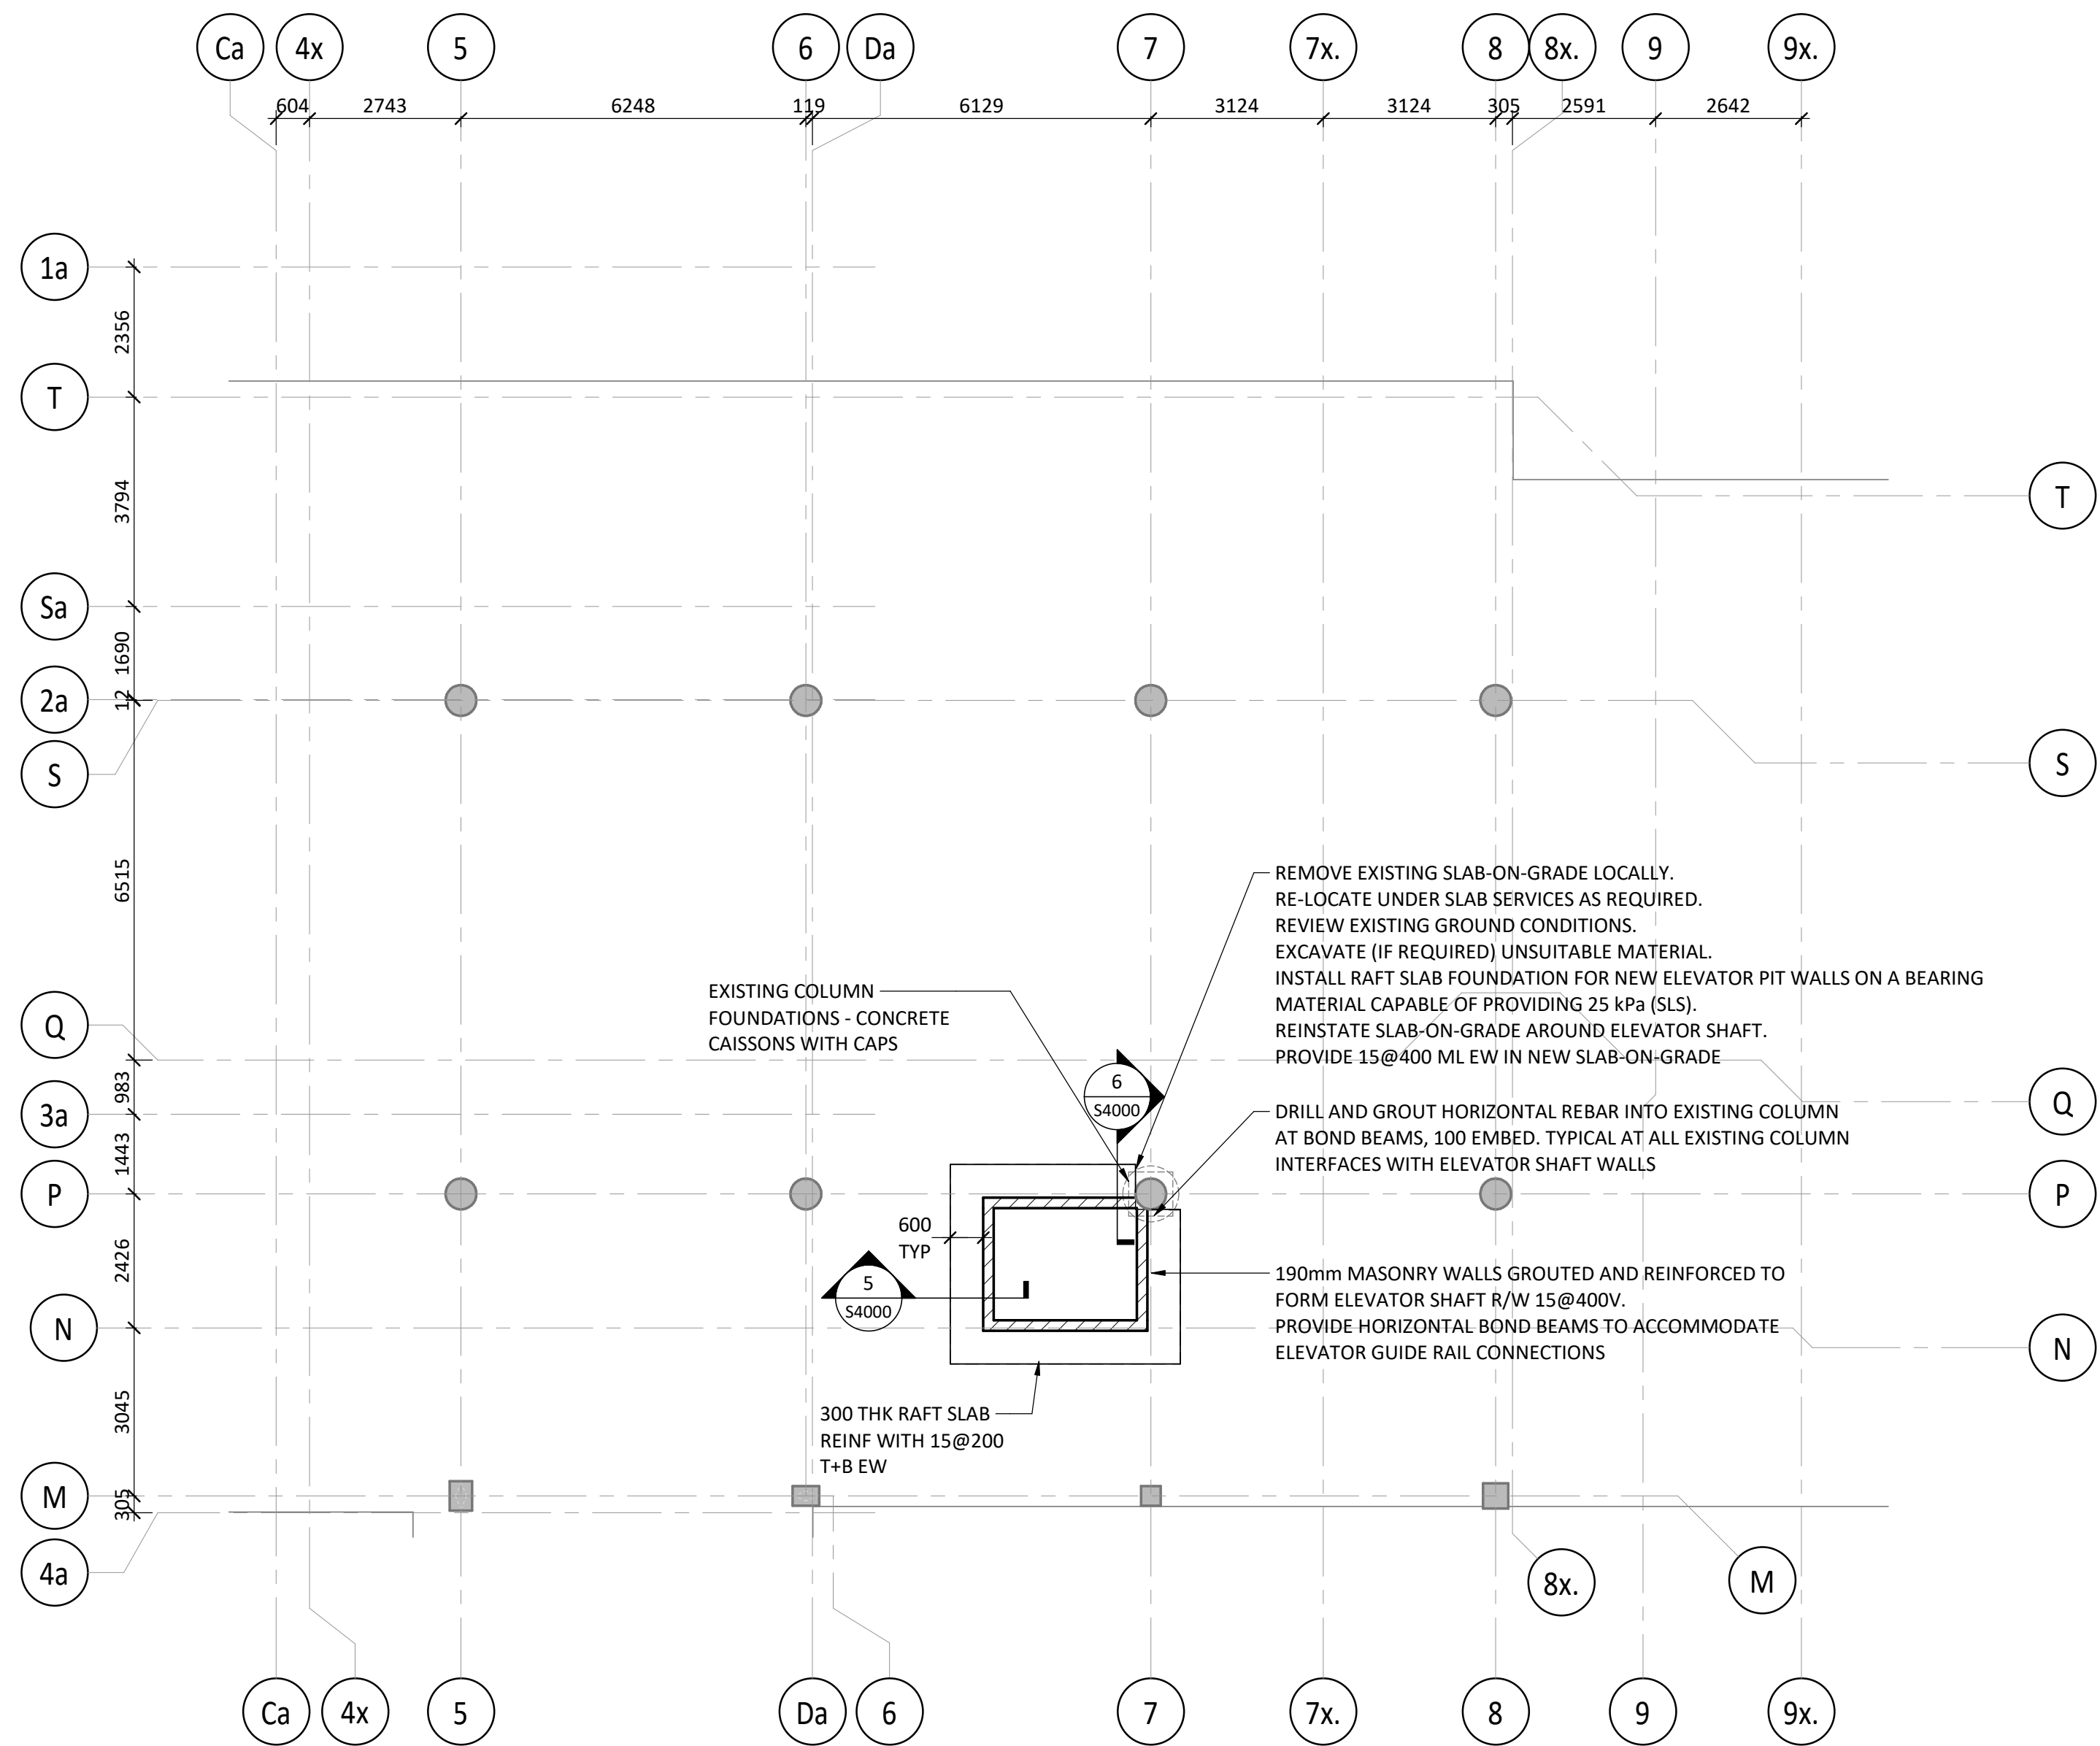 Ca 4x 5 6 Da 7 7x. 8 8x. 9 9x.
604 2743 6248 119 6129 3124 3124 305 2591 2642
1a
2356
T
3794
T
Sa
1690
2a
12
S
S
6515
REMOVE EXISTING SLAB-ON-GRADE LOCALLY.
RE-LOCATE UNDER SLAB SERVICES AS REQUIRED.
REVIEW EXISTING GROUND CONDITIONS.
EXCAVATE (IF REQUIRED) UNSUITABLE MATERIAL.
INSTALL RAFT SLAB FOUNDATION FOR NEW ELEVATOR PIT WALLS ON A BEARING
MATERIAL CAPABLE OF PROVIDING 25 kPa (SLS).
REINSTATE SLAB-ON-GRADE AROUND ELEVATOR SHAFT.
PROVIDE 15@400 ML EW IN NEW SLAB-ON-GRADE
EXISTING COLUMN
FOUNDATIONS - CONCRETE
CAISSONS WITH CAPS
Q
983
6
S4000
Q
3a
DRILL AND GROUT HORIZONTAL REBAR INTO EXISTING COLUMN
AT BOND BEAMS, 100 EMBED. TYPICAL AT ALL EXISTING COLUMN
INTERFACES WITH ELEVATOR SHAFT WALLS
1443
P
P
600
TYP
2426
5
S4000
190mm MASONRY WALLS GROUTED AND REINFORCED TO
FORM ELEVATOR SHAFT R/W 15@400V.
PROVIDE HORIZONTAL BOND BEAMS TO ACCOMMODATE
ELEVATOR GUIDE RAIL CONNECTIONS
N
N
3045
300 THK RAFT SLAB
REINF WITH 15@200
T+B EW
M
305
4a
8x.
M
Ca 4x 5 Da 6 7 7x. 8 9 9x.